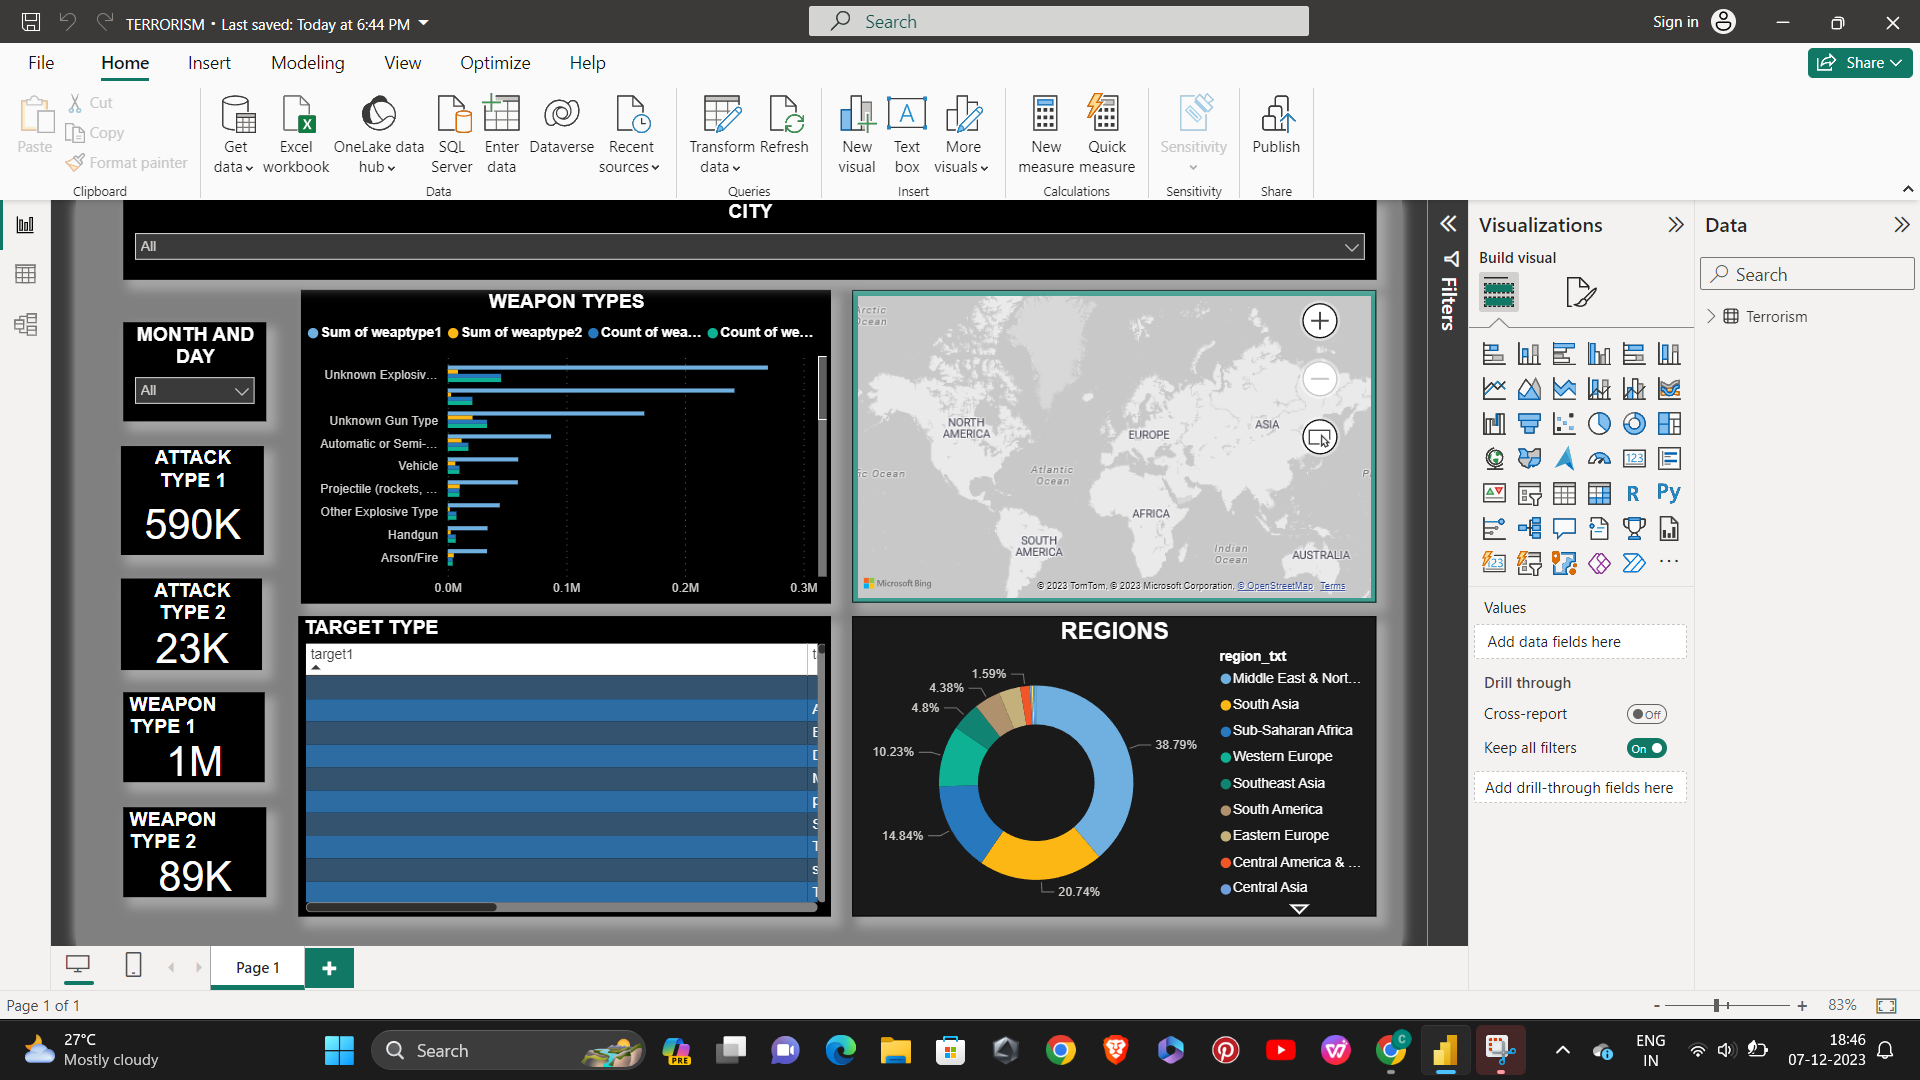 TERRORISM • Last saved: Today at 6:44 PM
Search
Sign in
File Home Insert Modeling View Optimize Help
Share
Paste
Cut
Copy
Format painter
Clipboard
Get data
Excel workbook
OneLake data hub
SQL Server
Enter data
Dataverse
Recent sources
Data
Transform data
Refresh
Queries
New visual
Text box
More visuals
Insert
New measure
Quick measure
Calculations
Sensitivity
Sensitivity
Publish
Share
CITY
All
MONTH AND
DAY
All
ATTACK
TYPE 1
590K
ATTACK
TYPE 2
23K
WEAPON
TYPE 1
1M
WEAPON
TYPE 2
89K
WEAPON TYPES
Sum of weaptype1 Sum of weaptype2 Count of wea... Count of we...
Unknown Explosiv...
Unknown Gun Type
Automatic or Semi-...
Vehicle
Projectile (rockets, ...
Other Explosive Type
Handgun
Arson/Fire
0.0M 0.1M 0.2M 0.3M
Arctic
Ocean
NORTH
AMERICA
EUROPE
ASIA
Atlantic
Ocean
ic Ocean
P
AFRICA
SOUTH
AMERICA
Indian
Ocean
AUSTRALIA
Microsoft Bing
© 2023 TomTom, © 2023 Microsoft Corporation, © OpenStreetMap Terms
TARGET TYPE
target1
t
REGIONS
1.59%
4.38%
4.8%
10.23%
14.84%
20.74%
38.79%
region_txt
Middle East & Nort...
South Asia
Sub-Saharan Africa
Western Europe
Southeast Asia
South America
Eastern Europe
Central America & ...
Central Asia
Filters
Visualizations
Build visual
123
R
Py
Values
Add data fields here
Drill through
Cross-report Off
Keep all filters On
Add drill-through fields here
Data
Search
Terrorism
Page 1
Page 1 of 1
- + 83%
27°C
Mostly cloudy
Search
PRE
ENG
IN
18:46
07-12-2023